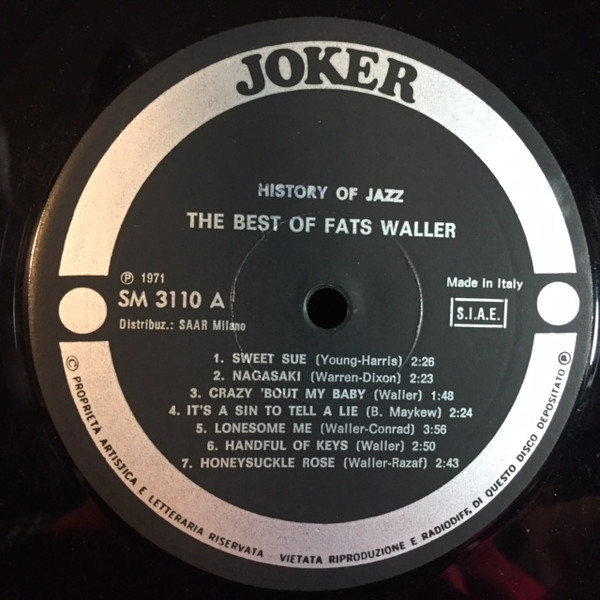 JOKER
HISTORY OF JAZZ
THE BEST OF FATS WALLER
℗ 1971
SM 3110 A
Distribuz.: SAAR Milano
Made in Italy
S.I.A.E.
1. SWEET SUE (Young-Harris) 2:26
2. NAGASAKI (Warren-Dixon) 2:23
3. CRAZY 'BOUT MY BABY (Waller) 1:48
4. IT'S A SIN TO TELL A LIE (B. Maykew) 2:24
5. LONESOME ME (Waller-Conrad) 3:56
6. HANDFUL OF KEYS (Waller) 2:50
7. HONEYSUCKLE ROSE (Waller-Razaf) 2:43
© PROPRIETA ARTISTICA E LETTERARIA RISERVATA - VIETATA RIPRODUZIONE E RADIODIFF. DI QUESTO DISCO DEPOSITATO ℗